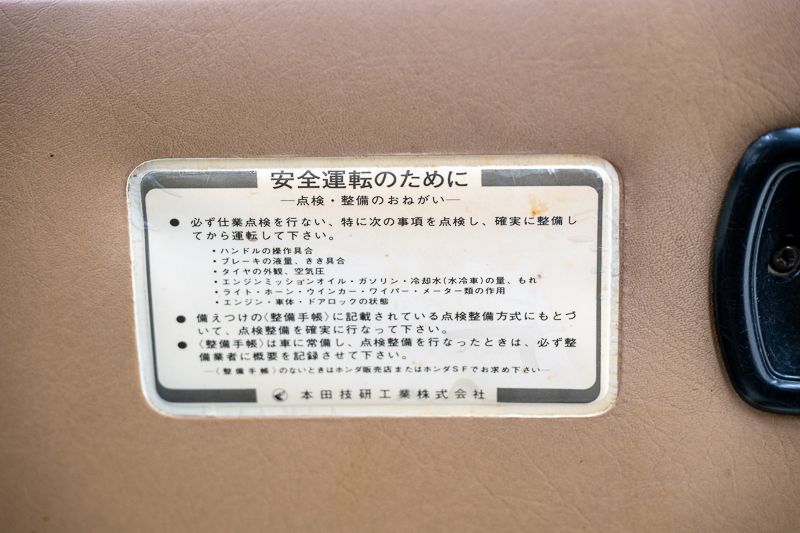 安全運転のために
―点検・整備のおねがい―
● 必ず仕業点検を行ない、特に次の事項を点検し、確実に整備し
てから運転して下さい。
・ハンドルの操作具合
・ブレーキの液量、きき具合
・タイヤの外観、空気圧
・エンジンミッションオイル・ガソリン・冷却水(水冷車)の量、もれ
・ライト・ホーン・ウインカー・ワイパー・メーター類の作用
・エンジン・車体・ドアロックの状態
● 備えつけの〈整備手帳〉に記載されている点検整備方式にもとづ
いて、点検整備を確実に行なって下さい。
● 〈整備手帳〉は車に常備し、点検整備を行なったときは、必ず整
備業者に概要を記録させて下さい。
―〈整備手帳〉のないときはホンダ販売店またはホンダSFでお求め下さい―
本田技研工業株式会社